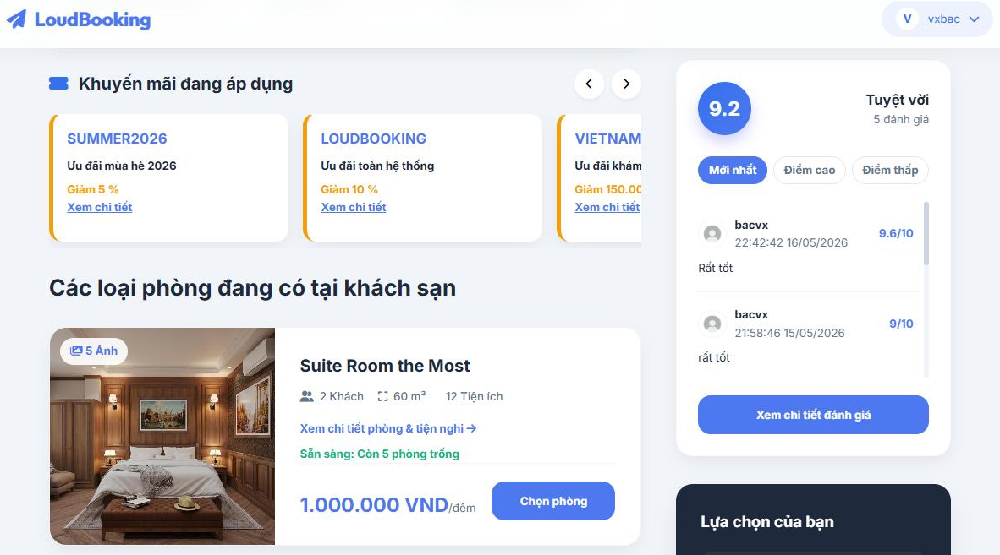 LoudBooking
V vxbac
Khuyến mãi đang áp dụng
SUMMER2026
Ưu đãi mùa hè 2026
Giảm 5 %
Xem chi tiết
LOUDBOOKING
Ưu đãi toàn hệ thống
Giảm 10 %
Xem chi tiết
VIETNAM
Ưu đãi khám
Giảm 150.00
Xem chi tiết
Các loại phòng đang có tại khách sạn
5 Ảnh
Suite Room the Most
2 Khách 60 m² 12 Tiện ích
Xem chi tiết phòng & tiện nghi →
Sẵn sàng: Còn 5 phòng trống
1.000.000 VND/đêm
Chọn phòng
9.2
Tuyệt vời
5 đánh giá
Mới nhất Điểm cao Điểm thấp
bacvx
22:42:42 16/05/2026
9.6/10
Rất tốt
bacvx
21:58:46 15/05/2026
9/10
rất tốt
Xem chi tiết đánh giá
Lựa chọn của bạn